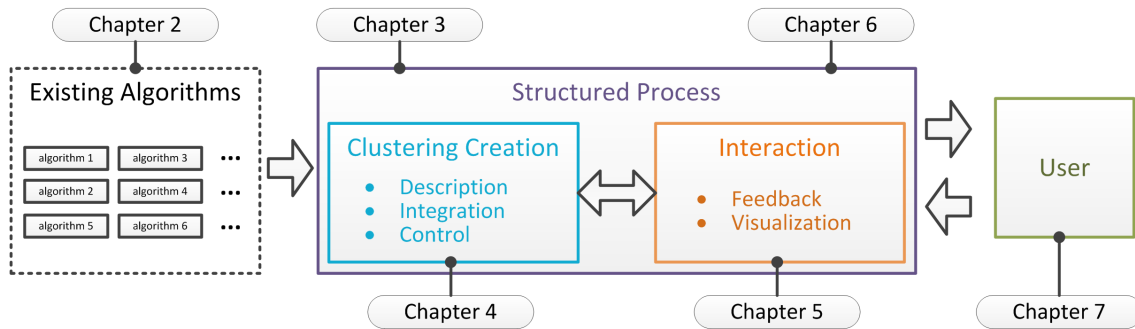 Chapter 2
Chapter 3
Chapter 6
Existing Algorithms
algorithm 1
algorithm 3
...
algorithm 2
algorithm 4
...
algorithm 5
algorithm 6
...
Structured Process
Clustering Creation
• Description
• Integration
• Control
Interaction
• Feedback
• Visualization
User
Chapter 4
Chapter 5
Chapter 7